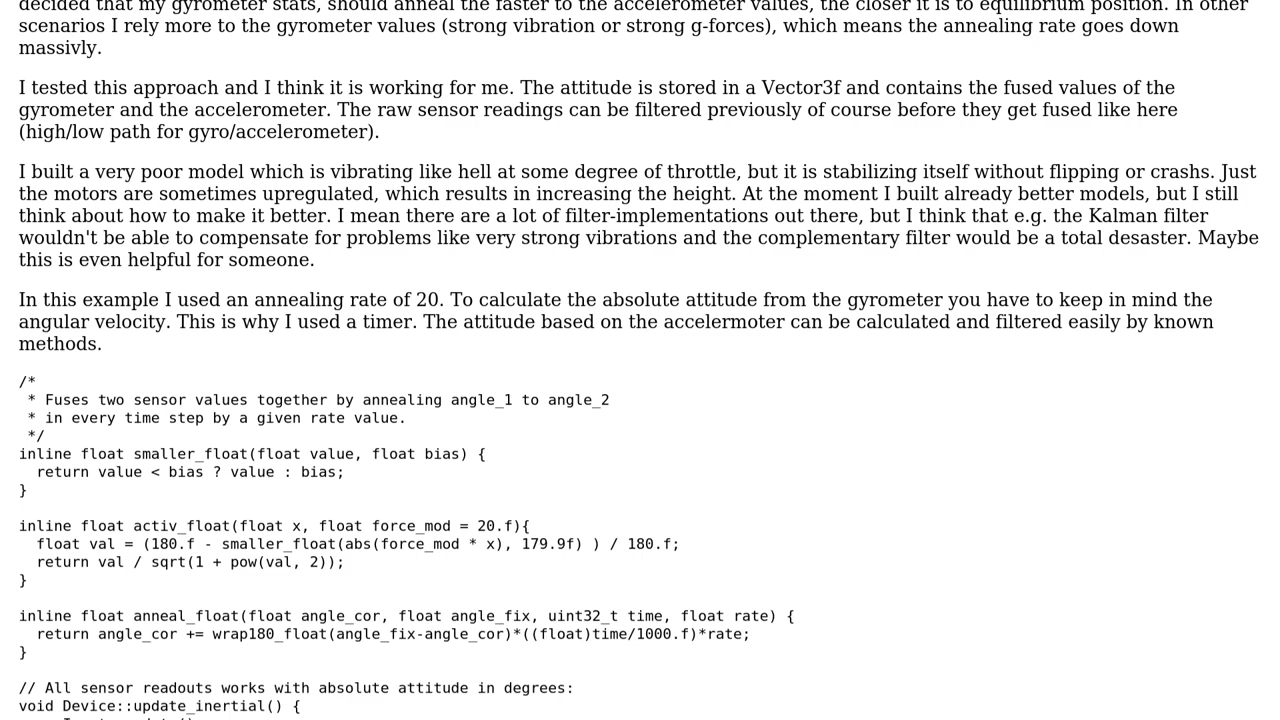 decided that my gyrometer stats, should anneal the faster to the accelerometer values, the closer it is to equilibrium position. In other
scenarios I rely more to the gyrometer values (strong vibration or strong g-forces), which means the annealing rate goes down
massivly.
I tested this approach and I think it is working for me. The attitude is stored in a Vector3f and contains the fused values of the
gyrometer and the accelerometer. The raw sensor readings can be filtered previously of course before they get fused like here
(high/low path for gyro/accelerometer).
I built a very poor model which is vibrating like hell at some degree of throttle, but it is stabilizing itself without flipping or crashs. Just
the motors are sometimes upregulated, which results in increasing the height. At the moment I built already better models, but I still
think about how to make it better. I mean there are a lot of filter-implementations out there, but I think that e.g. the Kalman filter
wouldn't be able to compensate for problems like very strong vibrations and the complementary filter would be a total desaster. Maybe
this is even helpful for someone.
In this example I used an annealing rate of 20. To calculate the absolute attitude from the gyrometer you have to keep in mind the
angular velocity. This is why I used a timer. The attitude based on the accelermoter can be calculated and filtered easily by known
methods.
/*
 * Fuses two sensor values together by annealing angle_1 to angle_2
 * in every time step by a given rate value.
 */
inline float smaller_float(float value, float bias) {
  return value < bias ? value : bias;
}
inline float activ_float(float x, float force_mod = 20.f){
  float val = (180.f - smaller_float(abs(force_mod * x), 179.9f) ) / 180.f;
  return val / sqrt(1 + pow(val, 2));
}
inline float anneal_float(float angle_cor, float angle_fix, uint32_t time, float rate) {
  return angle_cor += wrap180_float(angle_fix-angle_cor)*((float)time/1000.f)*rate;
}
// All sensor readouts works with absolute attitude in degrees:
void Device::update_inertial() {